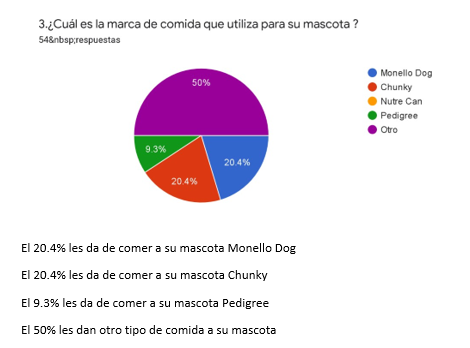 3.¿Cuál es la marca de comida que utiliza para su mascota ?
54&nbsp;respuestas
50%
9.3%
20.4%
20.4%
Monello Dog
Chunky
Nutre Can
Pedigree
Otro
El 20.4% les da de comer a su mascota Monello Dog
El 20.4% les da de comer a su mascota Chunky
El 9.3% les da de comer a su mascota Pedigree
El 50% les dan otro tipo de comida a su mascota